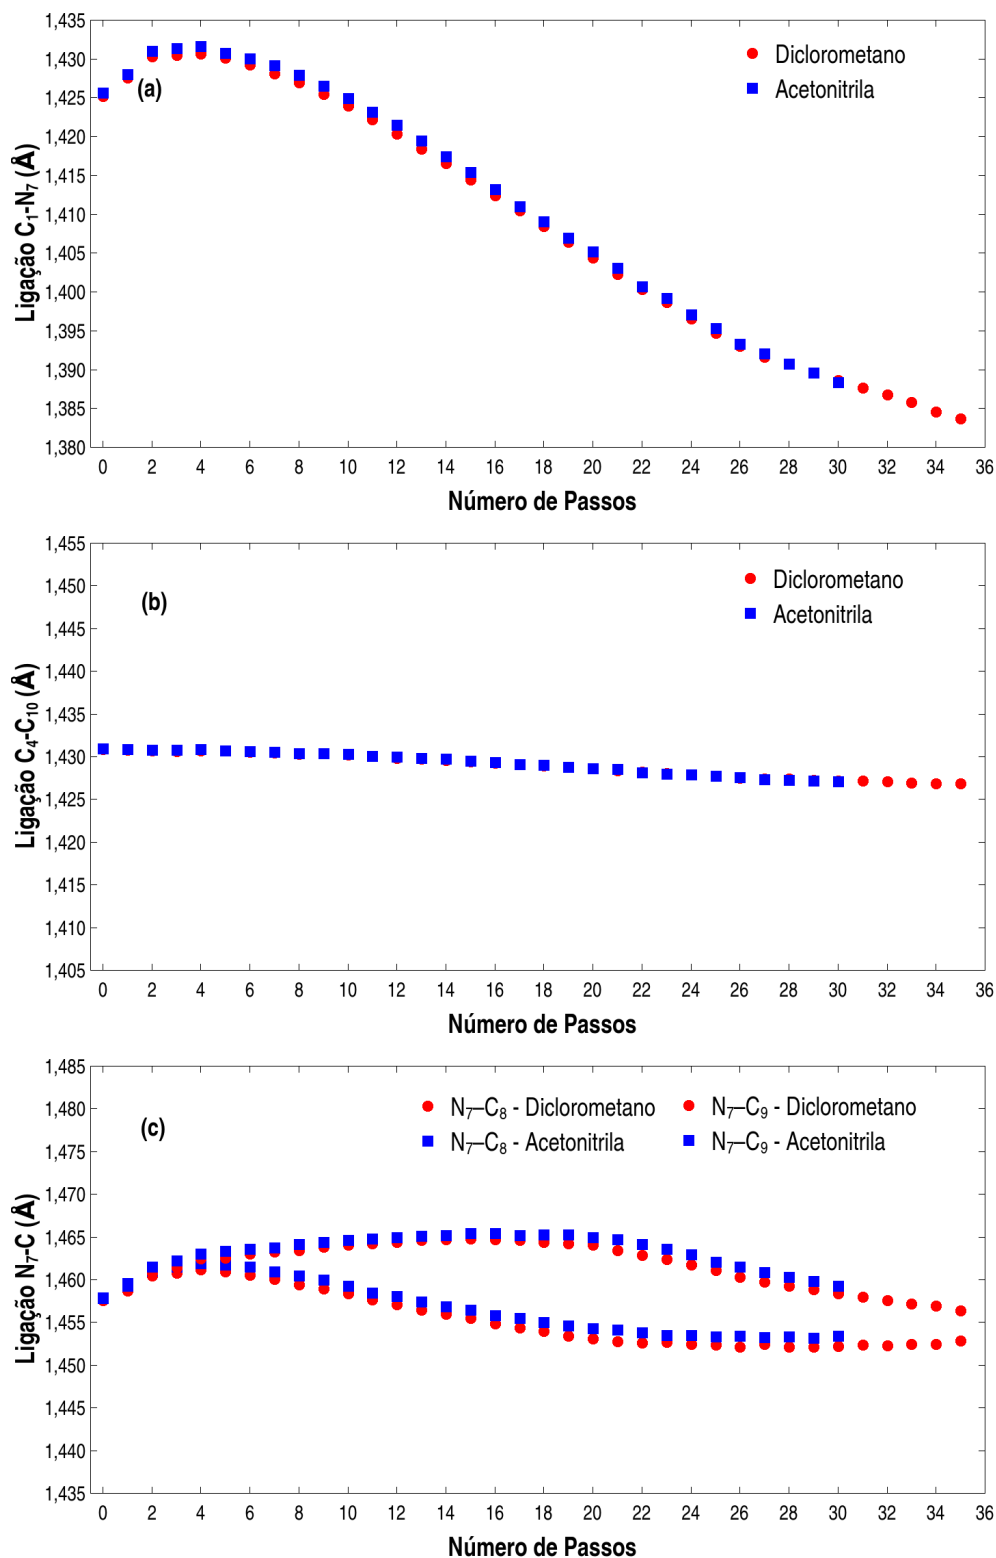 1,435
1,430
1,425
1,420
1,415
1,410
1,405
1,400
1,395
1,390
1,385
1,380
Ligação C₁-N₇ (Å)
(a)
Diclorometano
Acetonitrila
0 2 4 6 8 10 12 14 16 18 20 22 24 26 28 30 32 34 36
Número de Passos
1,455
1,450
1,445
1,440
1,435
1,430
1,425
1,420
1,415
1,410
1,405
Ligação C₄-C₁₀ (Å)
(b)
Diclorometano
Acetonitrila
0 2 4 6 8 10 12 14 16 18 20 22 24 26 28 30 32 34 36
Número de Passos
1,485
1,480
1,475
1,470
1,465
1,460
1,455
1,450
1,445
1,440
1,435
Ligação N₇-C (Å)
(c)
N₇–C₈ - Diclorometano
N₇–C₈ - Acetonitrila
N₇–C₉ - Diclorometano
N₇–C₉ - Acetonitrila
0 2 4 6 8 10 12 14 16 18 20 22 24 26 28 30 32 34 36
Número de Passos